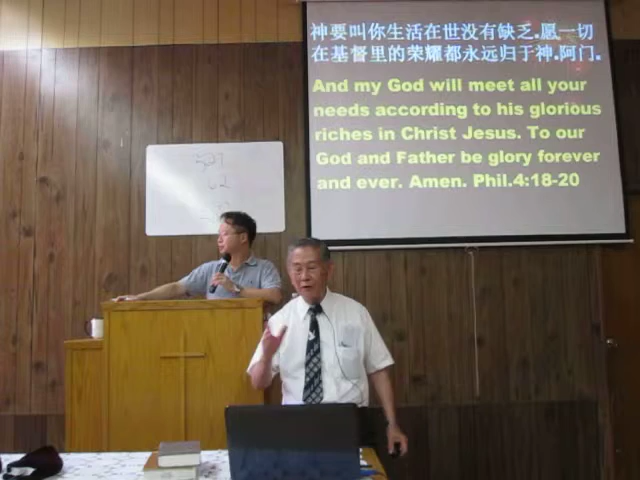 神要叫你生活在世没有缺乏.愿一切
在基督里的荣耀都永远归于神.阿门.
And my God will meet all your
needs according to his glorious
riches in Christ Jesus. To our
God and Father be glory forever
and ever. Amen. Phil.4:18-20